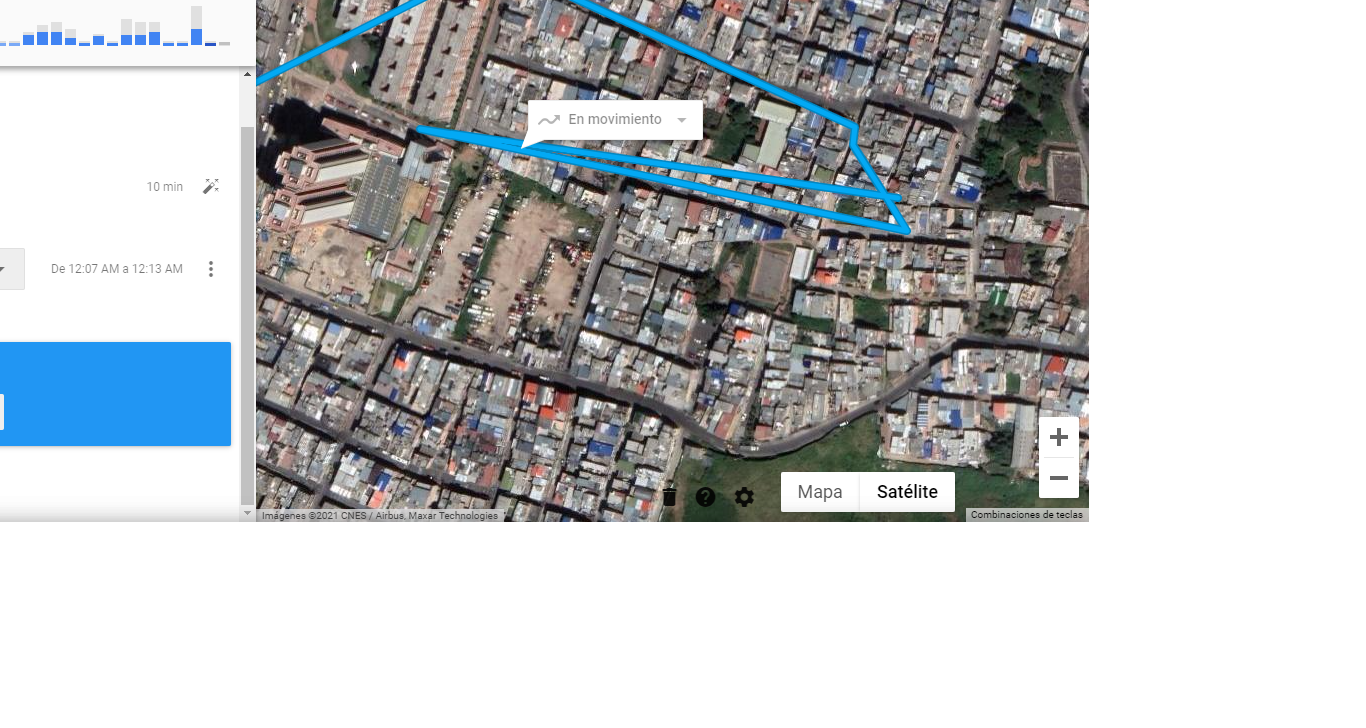 En movimiento
10 min
De 12:07 AM a 12:13 AM
Mapa
Satélite
Imágenes ©2021 CNES / Airbus, Maxar Technologies
Combinaciones de teclas